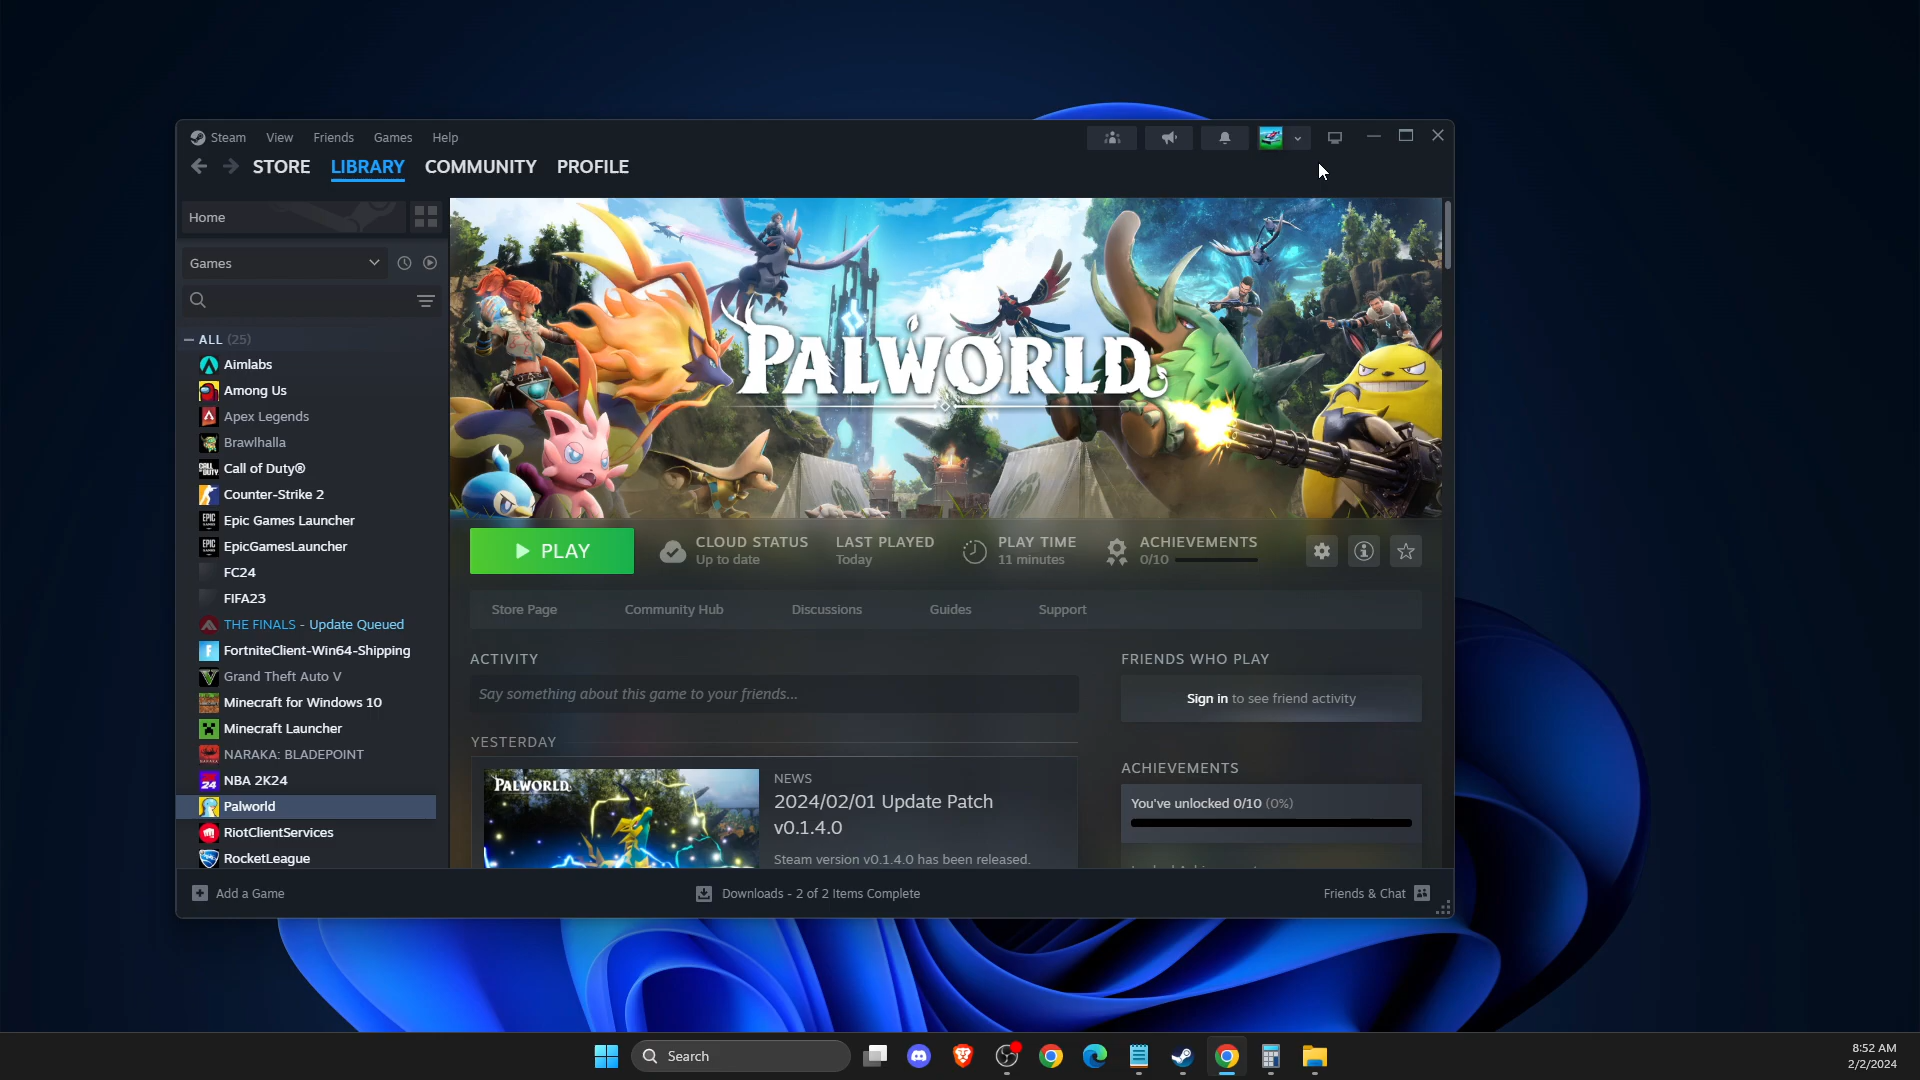 Steam View Friends Games Help
STORE LIBRARY COMMUNITY PROFILE
Home
Games
ALL (25)
Aimlabs
Among Us
Apex Legends
Brawlhalla
Call of Duty®
Counter-Strike 2
Epic Games Launcher
EpicGamesLauncher
FC24
FIFA23
THE FINALS - Update Queued
FortniteClient-Win64-Shipping
Grand Theft Auto V
Minecraft for Windows 10
Minecraft Launcher
NARAKA: BLADEPOINT
NBA 2K24
Palworld
RiotClientServices
RocketLeague
PALWORLD
PLAY
CLOUD STATUS
Up to date
LAST PLAYED
Today
PLAY TIME
11 minutes
ACHIEVEMENTS
0/10
Store Page Community Hub Discussions Guides Support
ACTIVITY
Say something about this game to your friends...
YESTERDAY
PALWORLD
NEWS
2024/02/01 Update Patch
v0.1.4.0
Steam version v0.1.4.0 has been released.
FRIENDS WHO PLAY
Sign in to see friend activity
ACHIEVEMENTS
You've unlocked 0/10 (0%)
Add a Game
Downloads - 2 of 2 Items Complete
Friends & Chat
Search
8:52 AM
2/2/2024